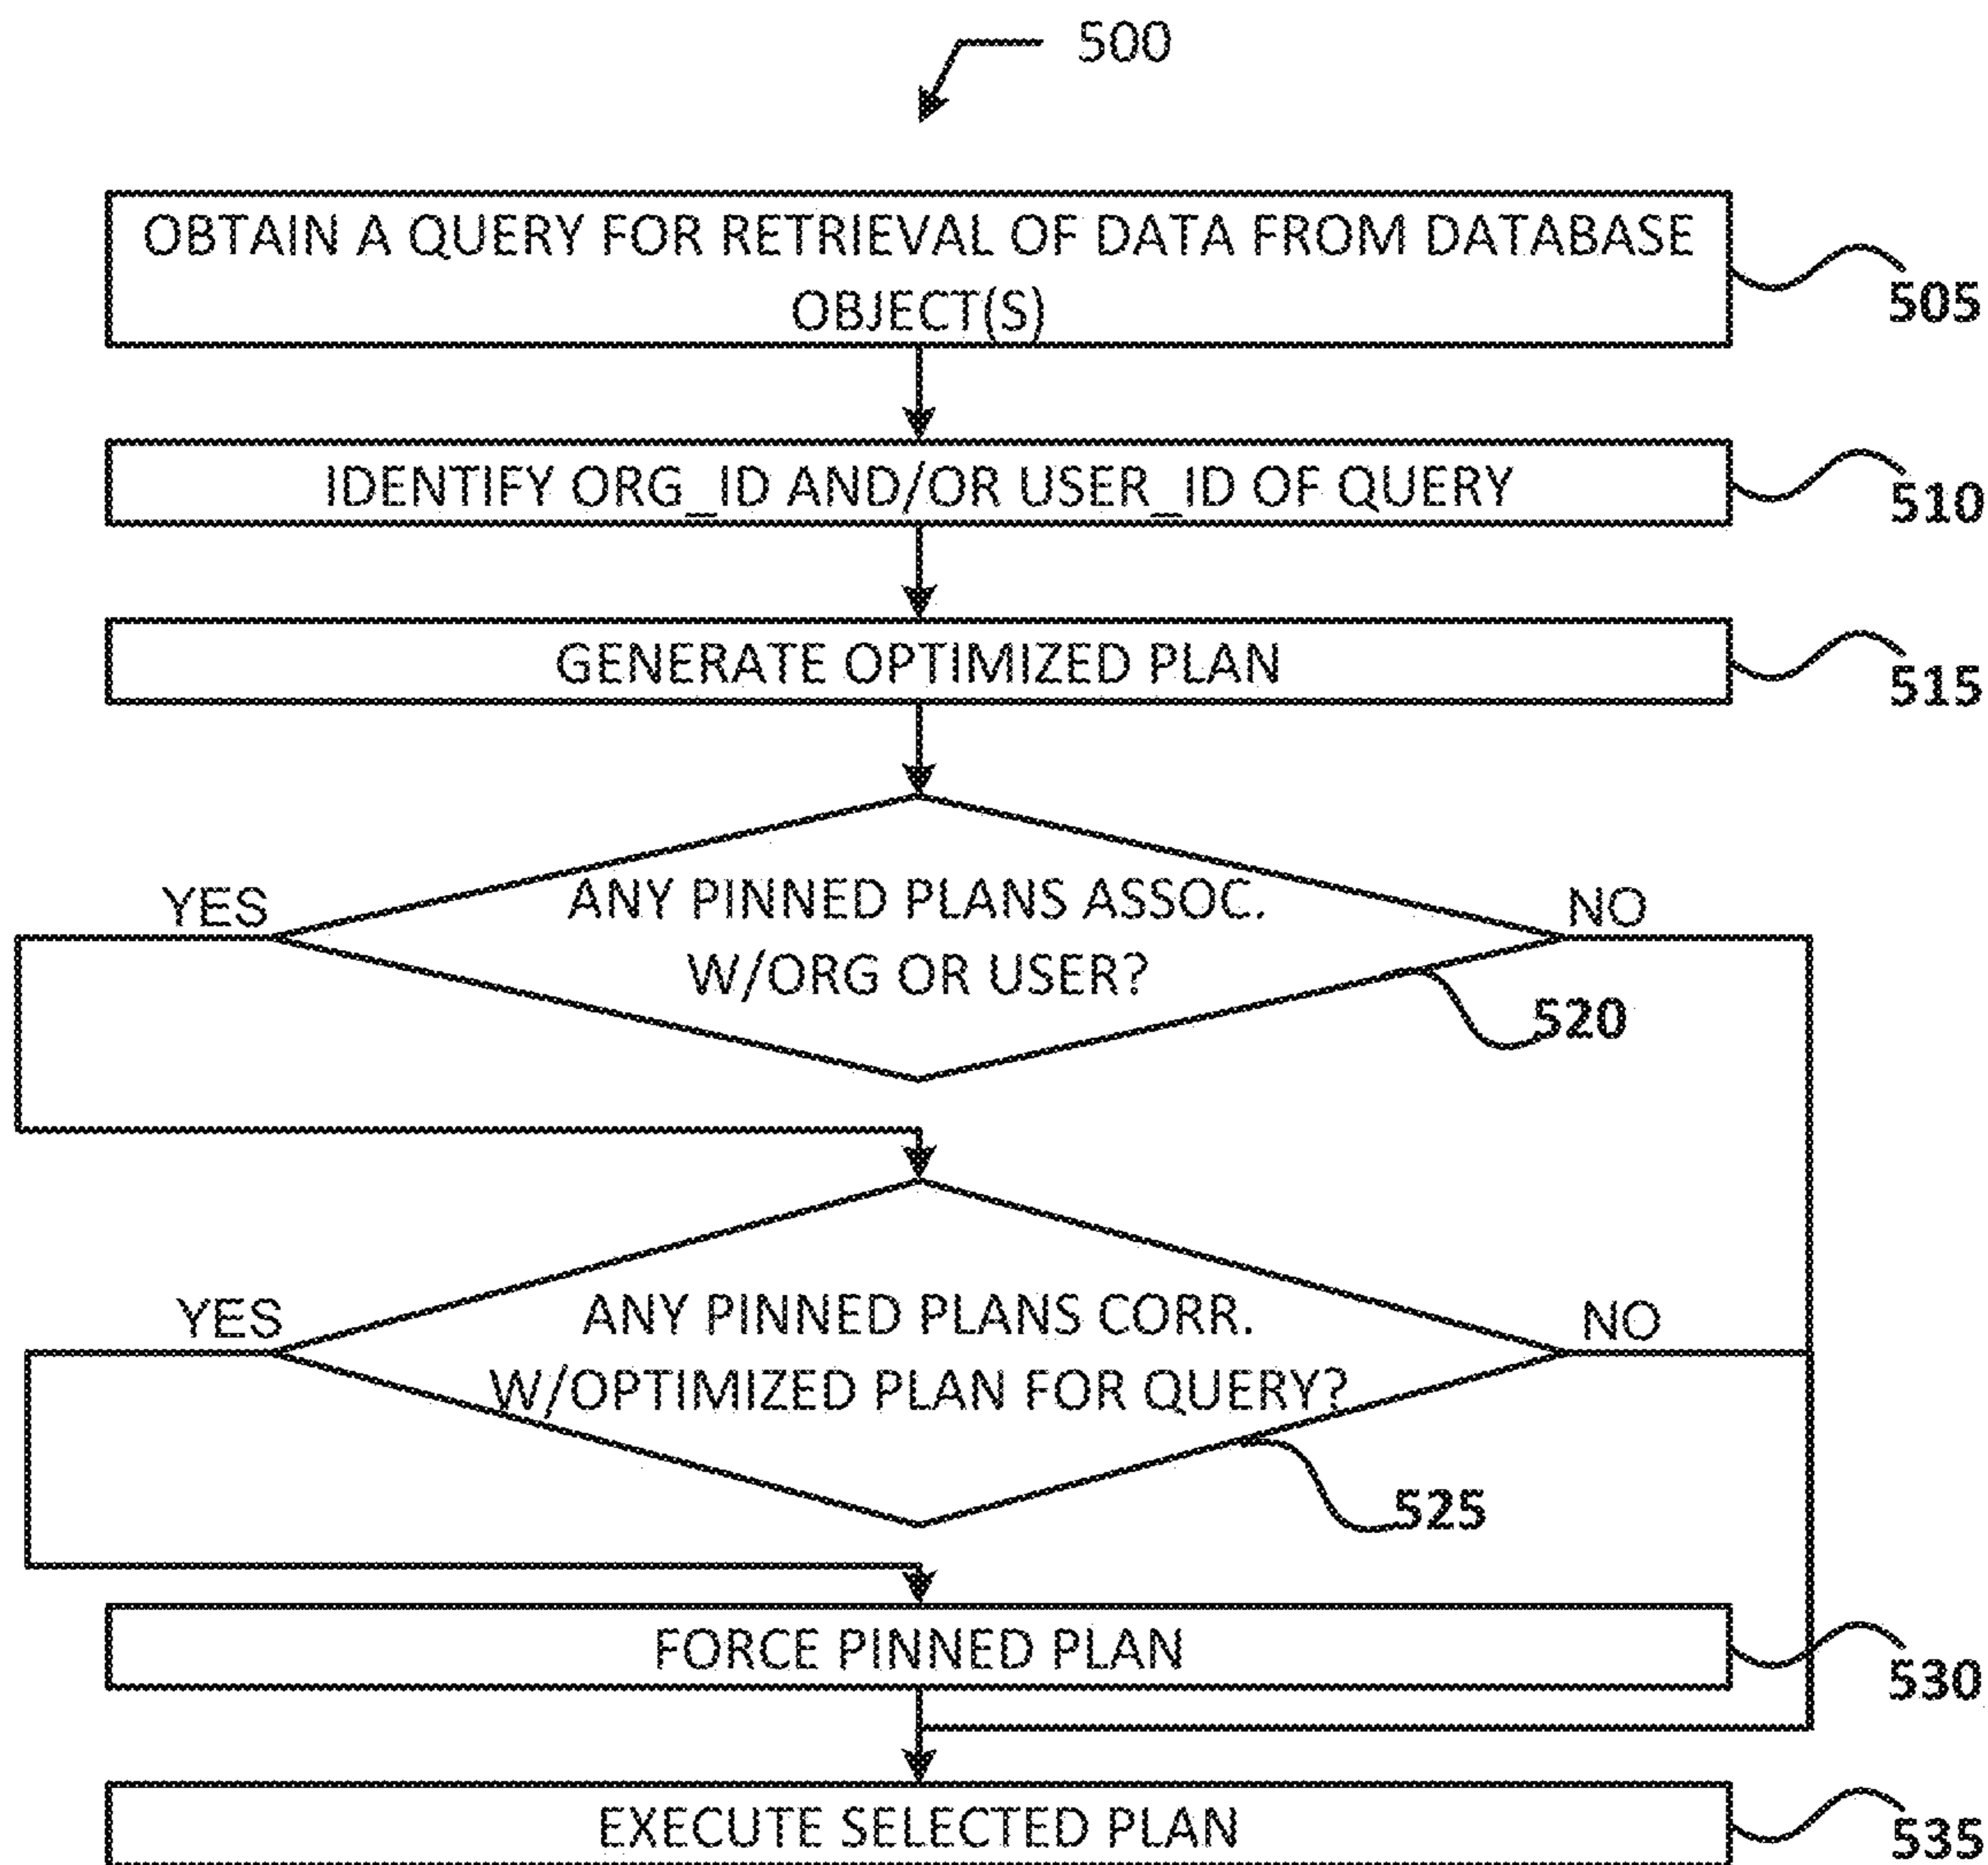 500
OBTAIN A QUERY FOR RETRIEVAL OF DATA FROM DATABASE
OBJECT(S)
505
IDENTIFY ORG_ID AND/OR USER_ID OF QUERY
510
GENERATE OPTIMIZED PLAN
515
YES
ANY PINNED PLANS ASSOC.
NO
W/ORG OR USER?
520
YES
ANY PINNED PLANS CORR.
NO
W/OPTIMIZED PLAN FOR QUERY?
525
FORCE PINNED PLAN
530
EXECUTE SELECTED PLAN
535